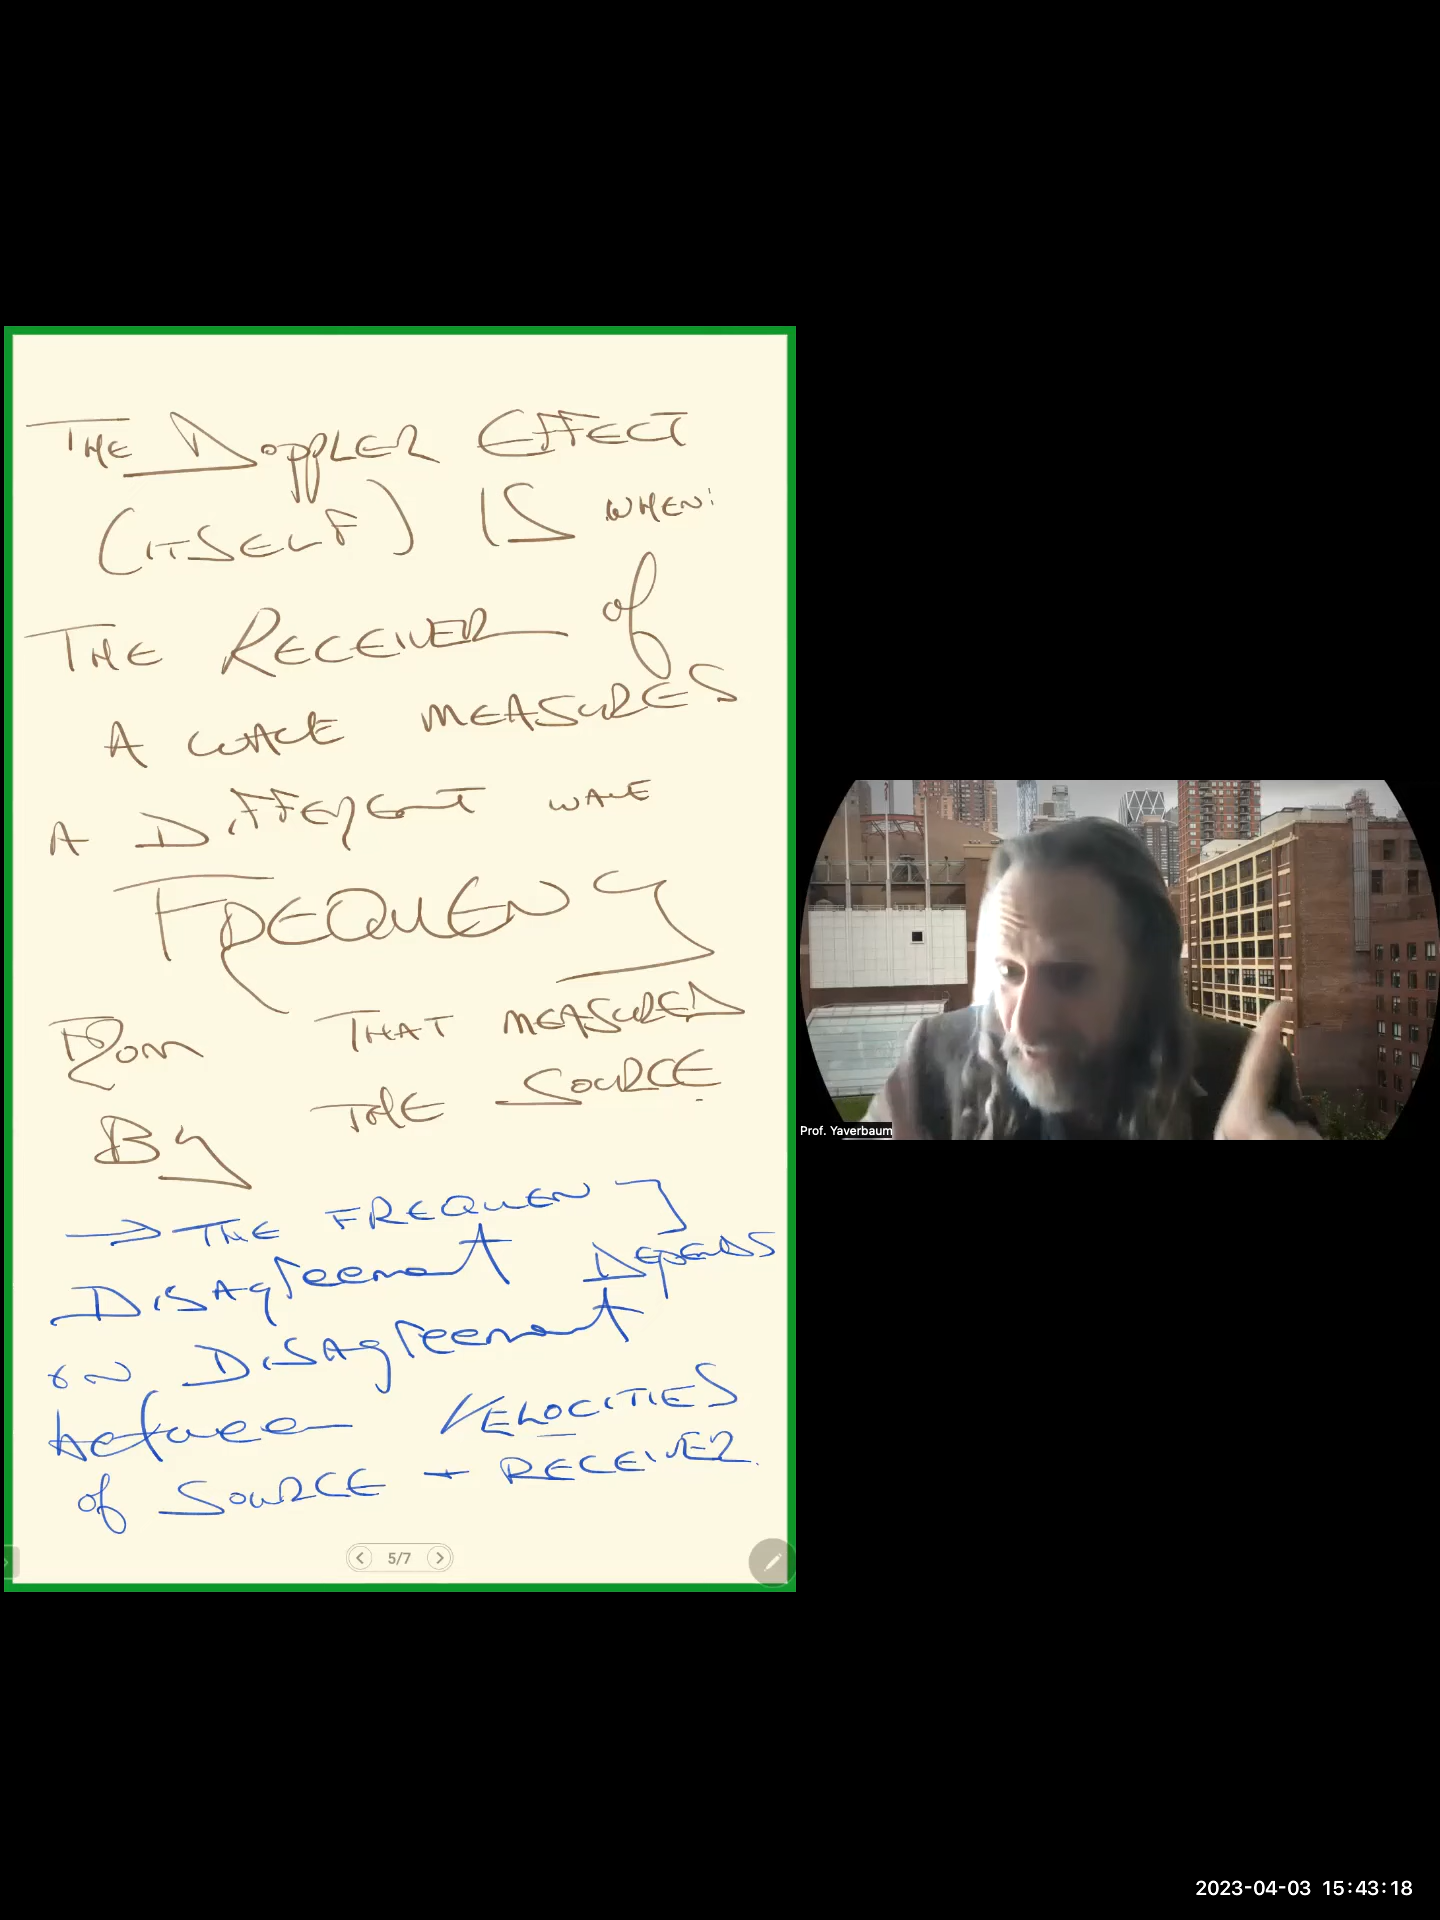 THE DOPPLER EFFECT
(ITSELF) IS WHEN:
THE RECEIVER of
A WAVE MEASURES
A DIFFERENT WAVE
FREQUENCY
FROM THAT MEASURED
BY THE SOURCE.
→ THE FREQUENCY
DISAgreement DEPENDS
ON DISAgreement
between VELOCITIES
of SOURCE + RECEIVER.
5/7
Prof. Yaverbaum
2023-04-03 15:43:18